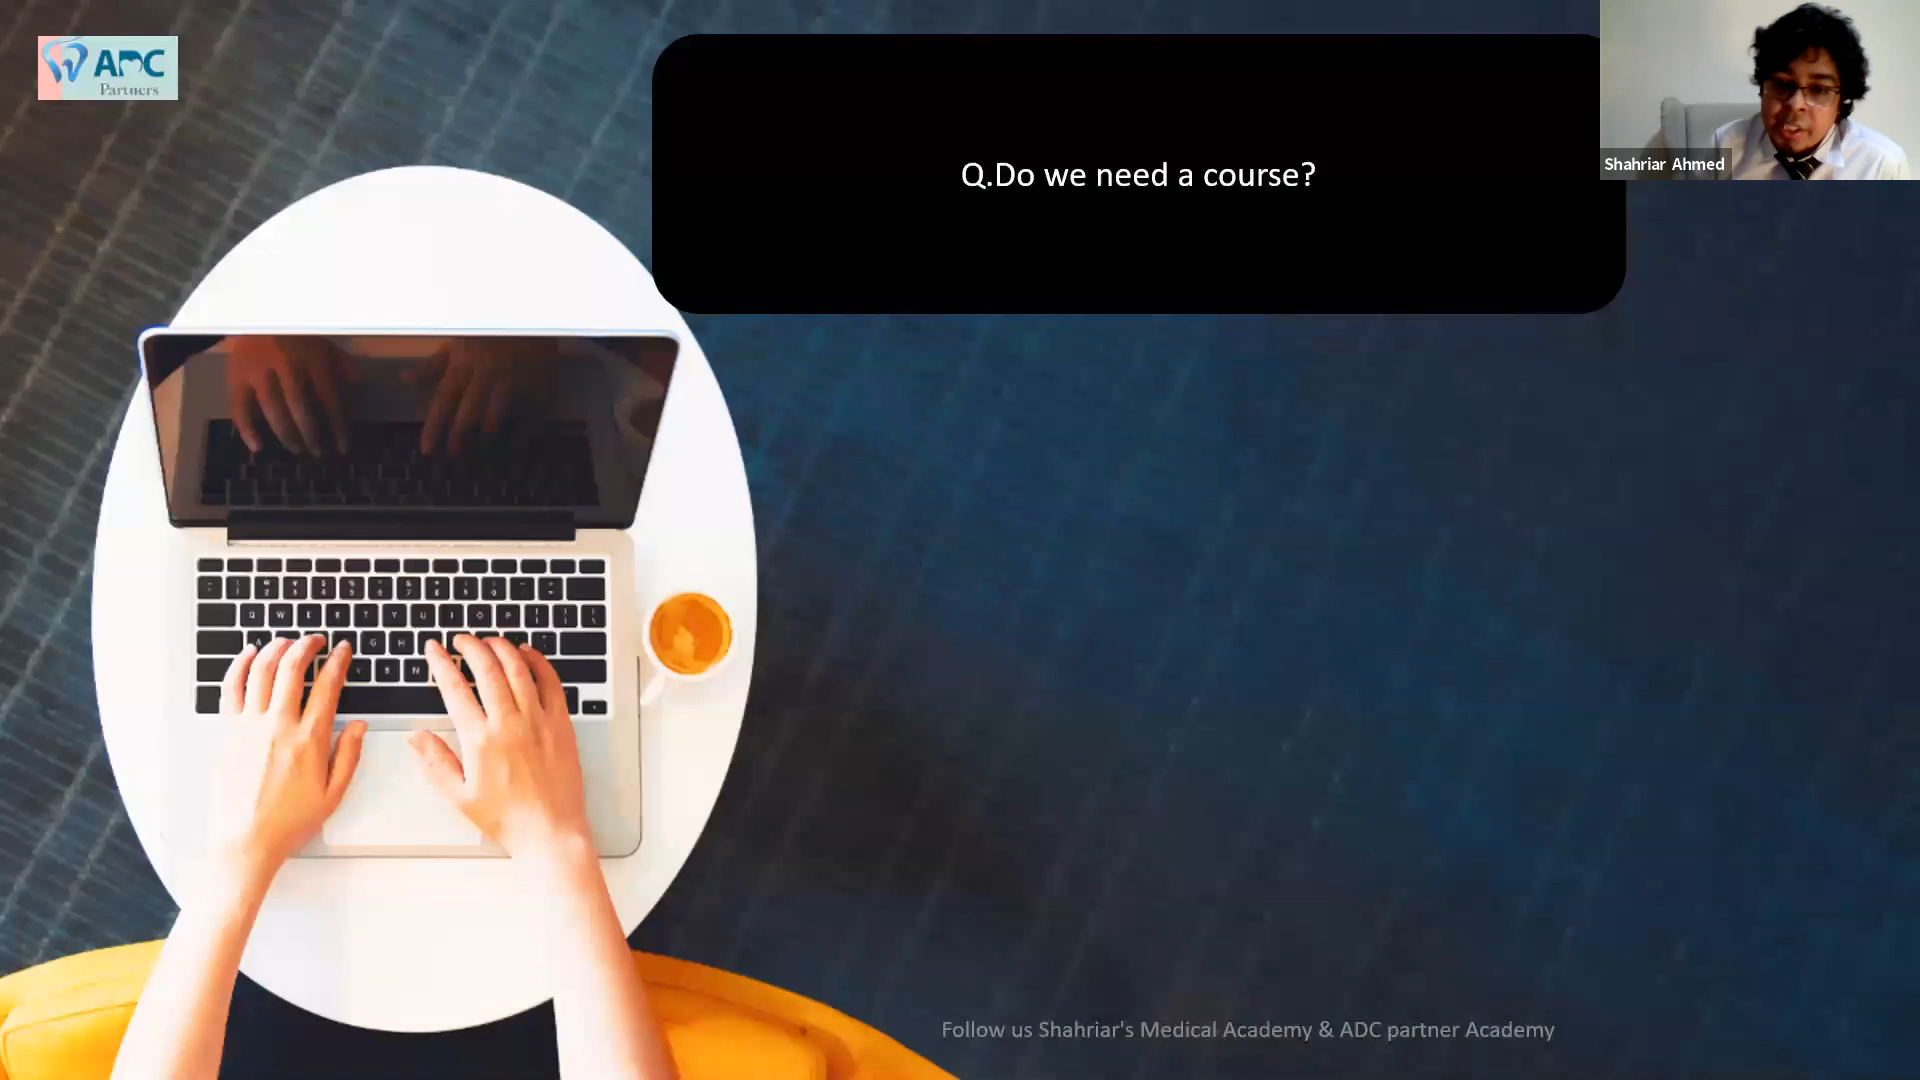 ADC
Partners
Q.Do we need a course?
Shahriar Ahmed
Follow us Shahriar's Medical Academy & ADC partner Academy